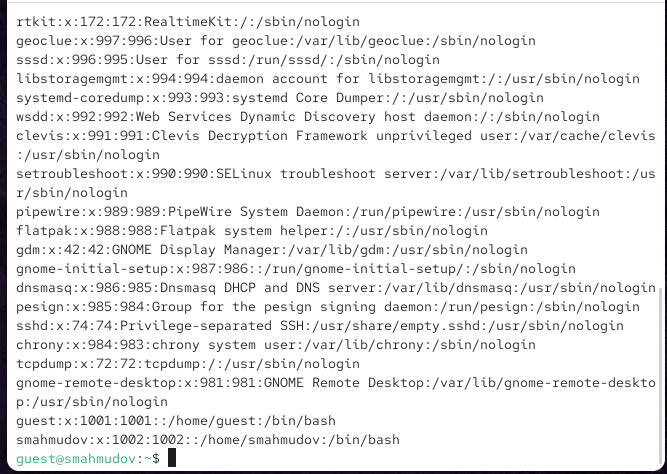 rtkit:x:172:172:RealtimeKit:/:/sbin/nologin
geoclue:x:997:996:User for geoclue:/var/lib/geoclue:/sbin/nologin
sssd:x:996:995:User for sssd:/run/sssd/:/sbin/nologin
libstoragemgmt:x:994:994:daemon account for libstoragemgmt:/:/usr/sbin/nologin
systemd-coredump:x:993:993:systemd Core Dumper:/:/usr/sbin/nologin
wsdd:x:992:992:Web Services Dynamic Discovery host daemon:/:/sbin/nologin
clevis:x:991:991:Clevis Decryption Framework unprivileged user:/var/cache/clevis
:/usr/sbin/nologin
setroubleshoot:x:990:990:SELinux troubleshoot server:/var/lib/setroubleshoot:/us
r/sbin/nologin
pipewire:x:989:989:PipeWire System Daemon:/run/pipewire:/usr/sbin/nologin
flatpak:x:988:988:Flatpak system helper:/:/usr/sbin/nologin
gdm:x:42:42:GNOME Display Manager:/var/lib/gdm:/usr/sbin/nologin
gnome-initial-setup:x:987:986::/run/gnome-initial-setup/:/sbin/nologin
dnsmasq:x:986:985:Dnsmasq DHCP and DNS server:/var/lib/dnsmasq:/usr/sbin/nologin
pesign:x:985:984:Group for the pesign signing daemon:/run/pesign:/sbin/nologin
sshd:x:74:74:Privilege-separated SSH:/usr/share/empty.sshd:/usr/sbin/nologin
chrony:x:984:983:chrony system user:/var/lib/chrony:/sbin/nologin
tcpdump:x:72:72:tcpdump:/:/usr/sbin/nologin
gnome-remote-desktop:x:981:981:GNOME Remote Desktop:/var/lib/gnome-remote-deskto
p:/usr/sbin/nologin
guest:x:1001:1001::/home/guest:/bin/bash
smahmudov:x:1002:1002::/home/smahmudov:/bin/bash
guest@smahmudov:~$